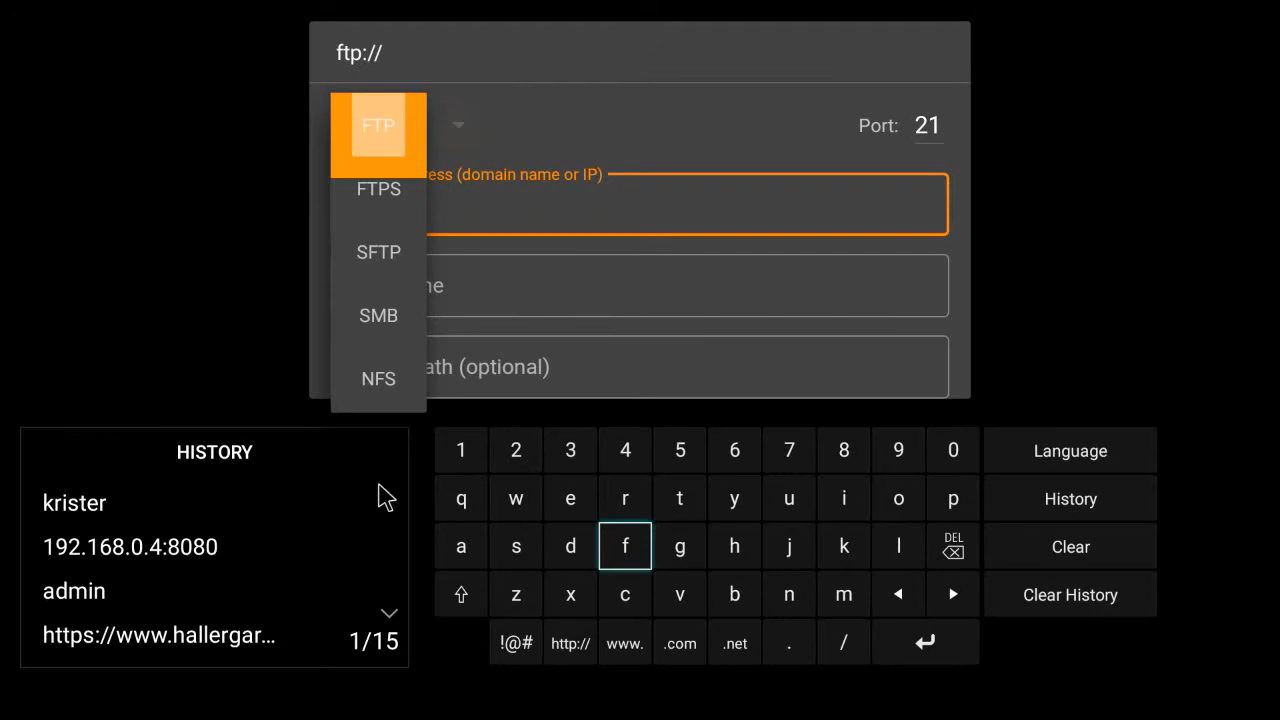 ftp://
FTP
Port: 21
ess (domain name or IP)
FTPS
SFTP
ne
SMB
ath (optional)
NFS
HISTORY
krister
192.168.0.4:8080
admin
https://www.hallergar...
1/15
1 2 3 4 5 6 7 8 9 0 Language
q w e r t y u i o p History
a s d f g h j k l DEL Clear
z x c v b n m Clear History
!@# http:// www. .com .net . /